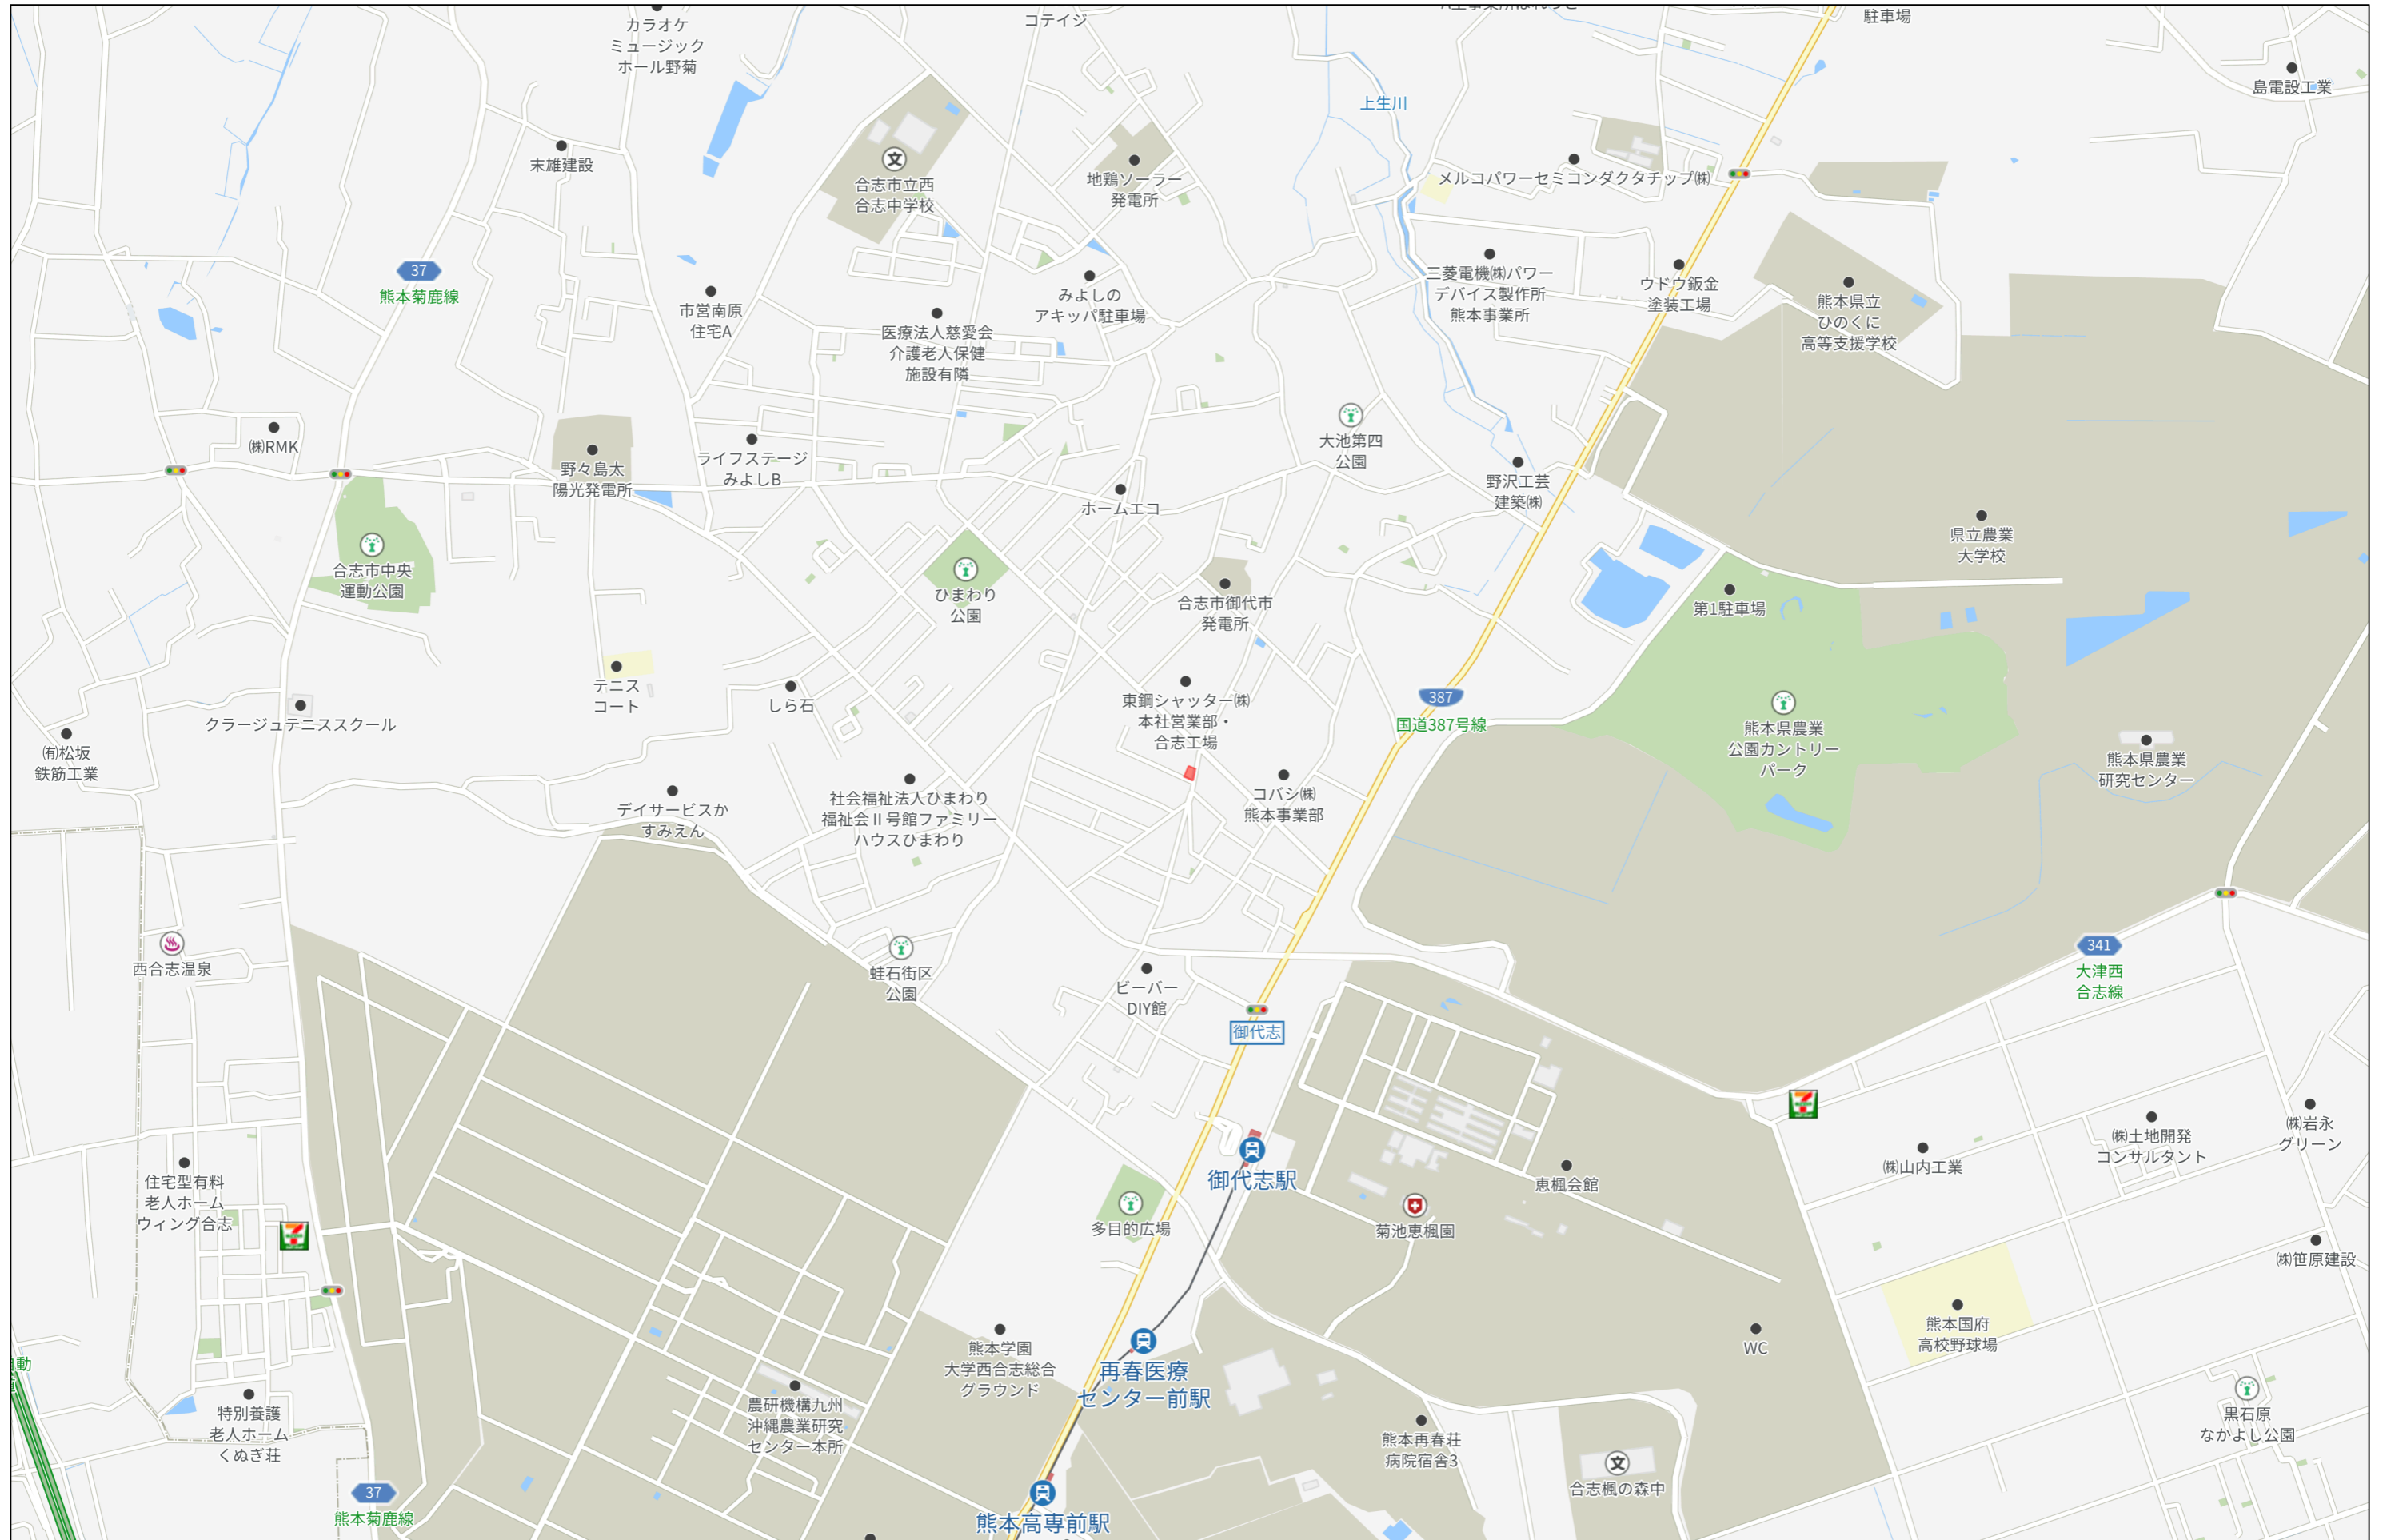 カラオケ
ミュージック
ホール野菊
コテイジ
駐車場
島電設工業
上生川
末雄建設
合志市立西
合志中学校
地鶏ソーラー
発電所
メルコパワーセミコンダクタチップ㈱
37
熊本菊鹿線
市営南原
住宅A
医療法人慈愛会
介護老人保健
施設有隣
みよしの
アキッパ駐車場
三菱電機㈱パワー
デバイス製作所
熊本事業所
ウドウ鈑金
塗装工場
熊本県立
ひのくに
高等支援学校
㈱RMK
野々島太
陽光発電所
ライフステージ
みよしB
ホームエコ
大池第四
公園
野沢工芸
建築㈱
県立農業
大学校
合志市中央
運動公園
ひまわり
公園
合志市御代市
発電所
第1駐車場
テニス
コート
しら石
東鋼シャッター㈱
本社営業部・
合志工場
387
国道387号線
熊本県農業
公園カントリー
パーク
熊本県農業
研究センター
クラージュテニススクール
㈲松坂
鉄筋工業
デイサービスか
すみえん
社会福祉法人ひまわり
福祉会Ⅱ号館ファミリー
ハウスひまわり
コバシ㈱
熊本事業部
西合志温泉
蛙石街区
公園
ビーバー
DIY館
御代志
341
大津西
合志線
住宅型有料
老人ホーム
ウィング合志
御代志駅
多目的広場
菊池恵楓園
恵楓会館
㈱山内工業
㈱土地開発
コンサルタント
㈱岩永
グリーン
㈱笹原建設
熊本学園
大学西合志総合
グラウンド
再春医療
センター前駅
WC
熊本国府
高校野球場
特別養護
老人ホーム
くぬぎ荘
農研機構九州
沖縄農業研究
センター本所
熊本再春荘
病院宿舎3
合志楓の森中
黒石原
なかよし公園
37
熊本菊鹿線
熊本高専前駅